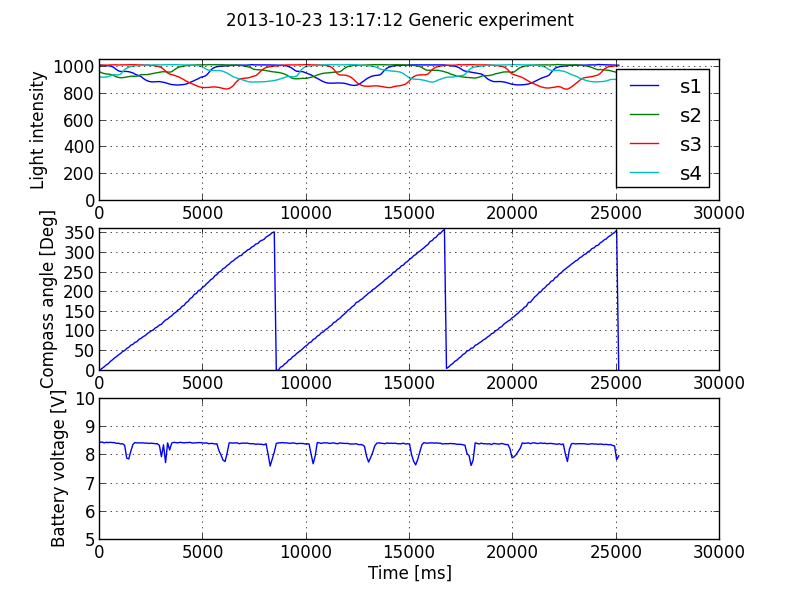 2013-10-23 13:17:12 Generic experiment
Light intensity
1000
800
600
400
200
0
s1
s2
s3
s4
0 5000 10000 15000 20000 25000 30000
Compass angle [Deg]
350
300
250
200
150
100
50
0
0 5000 10000 15000 20000 25000 30000
Battery voltage [V]
10
9
8
7
6
5
0 5000 10000 15000 20000 25000 30000
Time [ms]